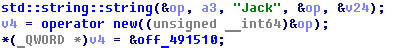 std::string::string(&op, a3, "Jack", &op, &v24);
v4 = operator new((unsigned __int64)&op);
*(_QWORD *)v4 = &off_491510;